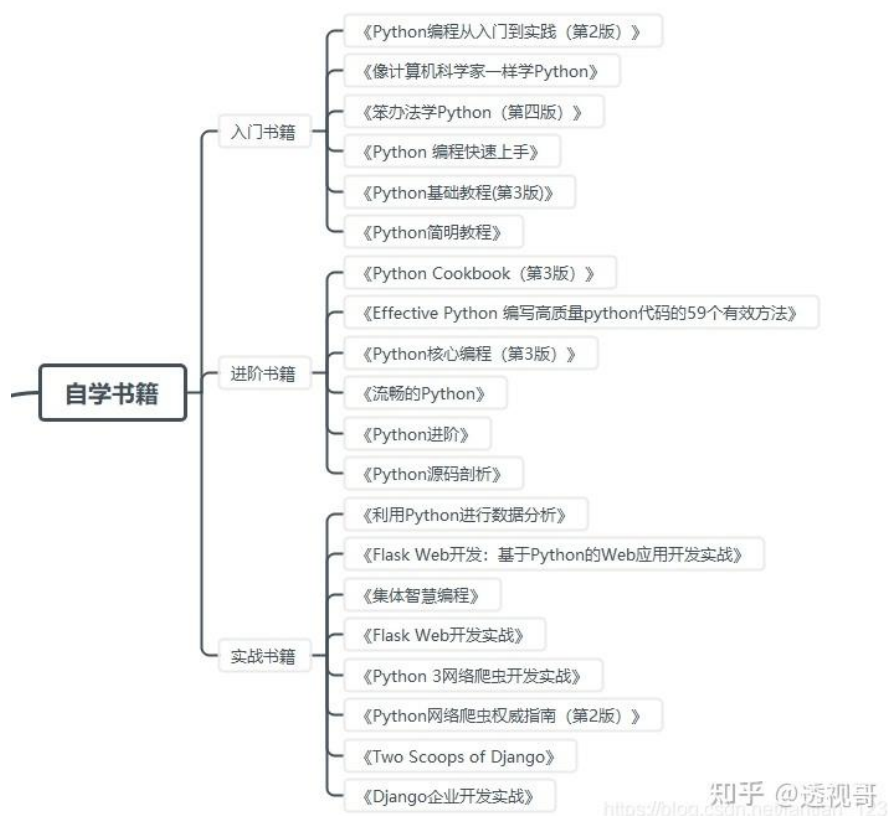 自学书籍
入门书籍
《Python编程从入门到实践（第2版）》
《像计算机科学家一样学Python》
《笨办法学Python（第四版）》
《Python 编程快速上手》
《Python基础教程(第3版)》
《Python简明教程》
进阶书籍
《Python Cookbook（第3版）》
《Effective Python 编写高质量python代码的59个有效方法》
《Python核心编程（第3版）》
《流畅的Python》
《Python进阶》
《Python源码剖析》
实战书籍
《利用Python进行数据分析》
《Flask Web开发：基于Python的Web应用开发实战》
《集体智慧编程》
《Flask Web开发实战》
《Python 3网络爬虫开发实战》
《Python网络爬虫权威指南（第2版）》
《Two Scoops of Django》
《Django企业开发实战》
知乎 @透视哥